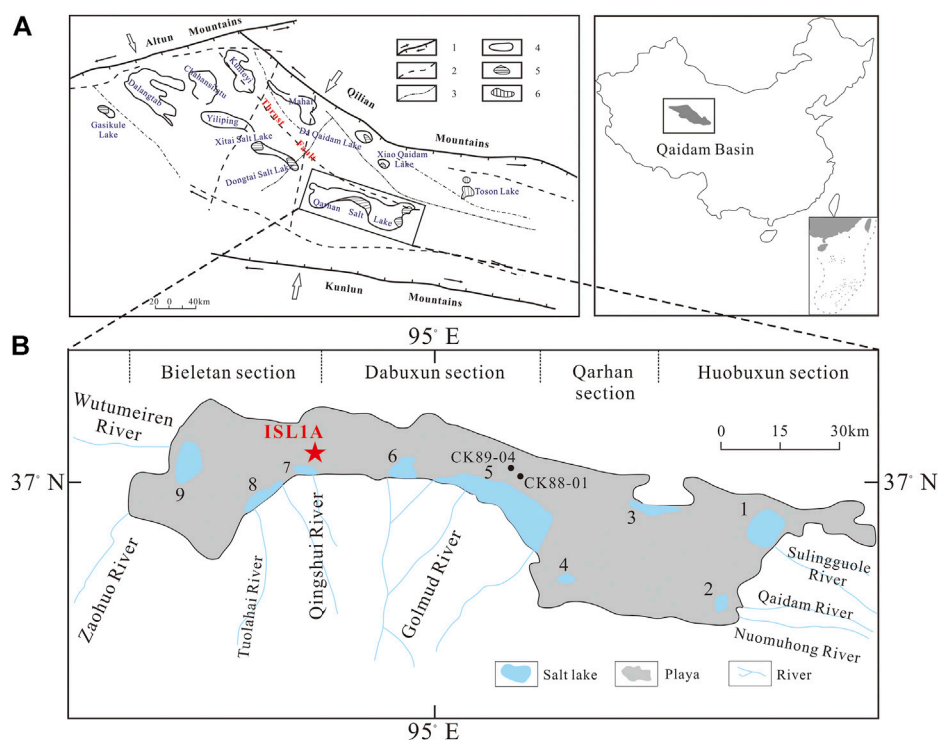 A
Altun Mountains
1
2
3
4
5
6
Dalangtan
Chahansilatu
Kunteyi
Mahai
Qilian
Mountains
Gasikule
Lake
Yiliping
Thrust
Fault
Da Qaidam Lake
Xitai Salt Lake
Xiao Qaidam
Lake
Dongtai Salt Lake
Toson Lake
Qarhan Salt Lake
20 0 40km
Kunlun Mountains
Qaidam Basin
95° E
B
Bieletan section
Dabuxun section
Qarhan
section
Huobuxun section
Wutumeiren
River
ISL1A
0 15 30km
CK89-04
CK88-01
37° N
37° N
9
8
7
6
5
4
3
2
1
Zaohuo River
Tuolahai River
Qingshui River
Golmud River
Sulingguole
River
Qaidam River
Nuomuhong River
Salt lake
Playa
River
95° E